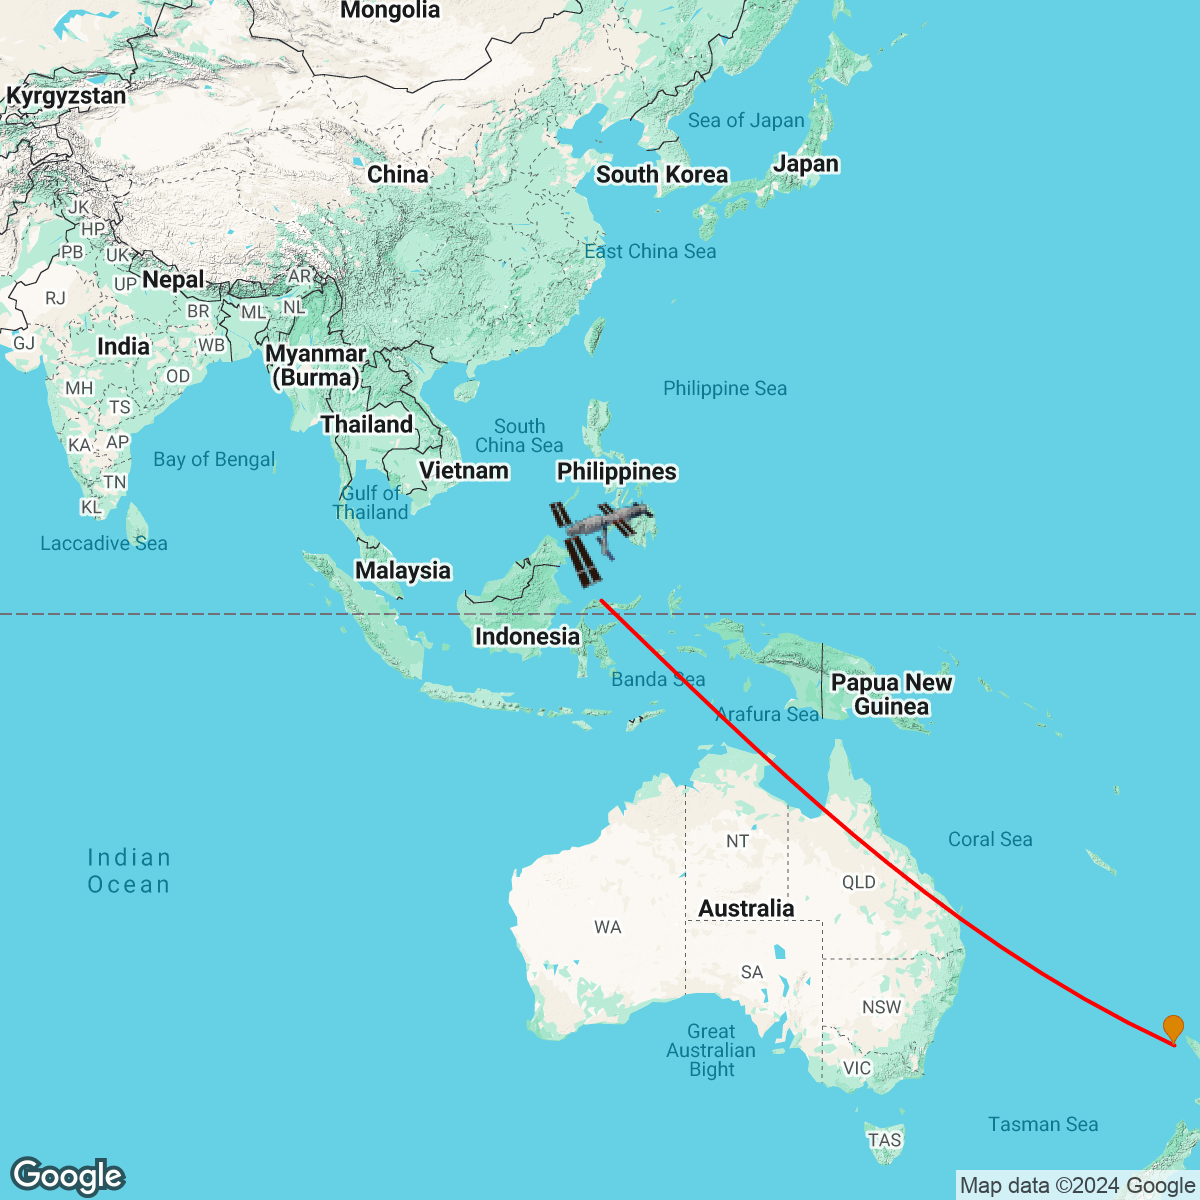 Mongolia
Kyrgyzstan
Sea of Japan
Japan
China
South Korea
JK
HP
PB
UK
East China Sea
Nepal
UP
AR
RJ
BR
ML
NL
GJ
India
WB
Myanmar
(Burma)
MH
OD
Philippine Sea
TS
Thailand
South
China Sea
KA
AP
Bay of Bengal
Vietnam
Philippines
TN
Gulf of
Thailand
KL
Laccadive Sea
Malaysia
Indonesia
Banda Sea
Papua New
Guinea
Arafura Sea
NT
Coral Sea
Indian
Ocean
QLD
Australia
WA
SA
NSW
Great
Australian
Bight
VIC
Tasman Sea
TAS
Google
Map data ©2024 Google